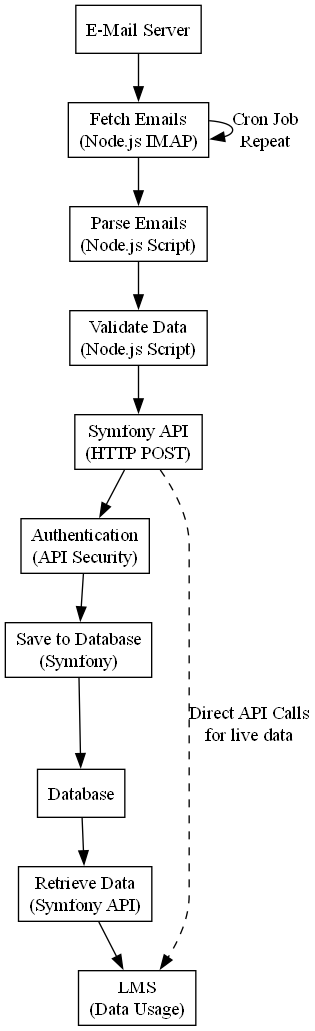 E-Mail Server
Fetch Emails
(Node.js IMAP)
Cron Job
Repeat
Parse Emails
(Node.js Script)
Validate Data
(Node.js Script)
Symfony API
(HTTP POST)
Authentication
(API Security)
Save to Database
(Symfony)
Direct API Calls
for live data
Database
Retrieve Data
(Symfony API)
LMS
(Data Usage)